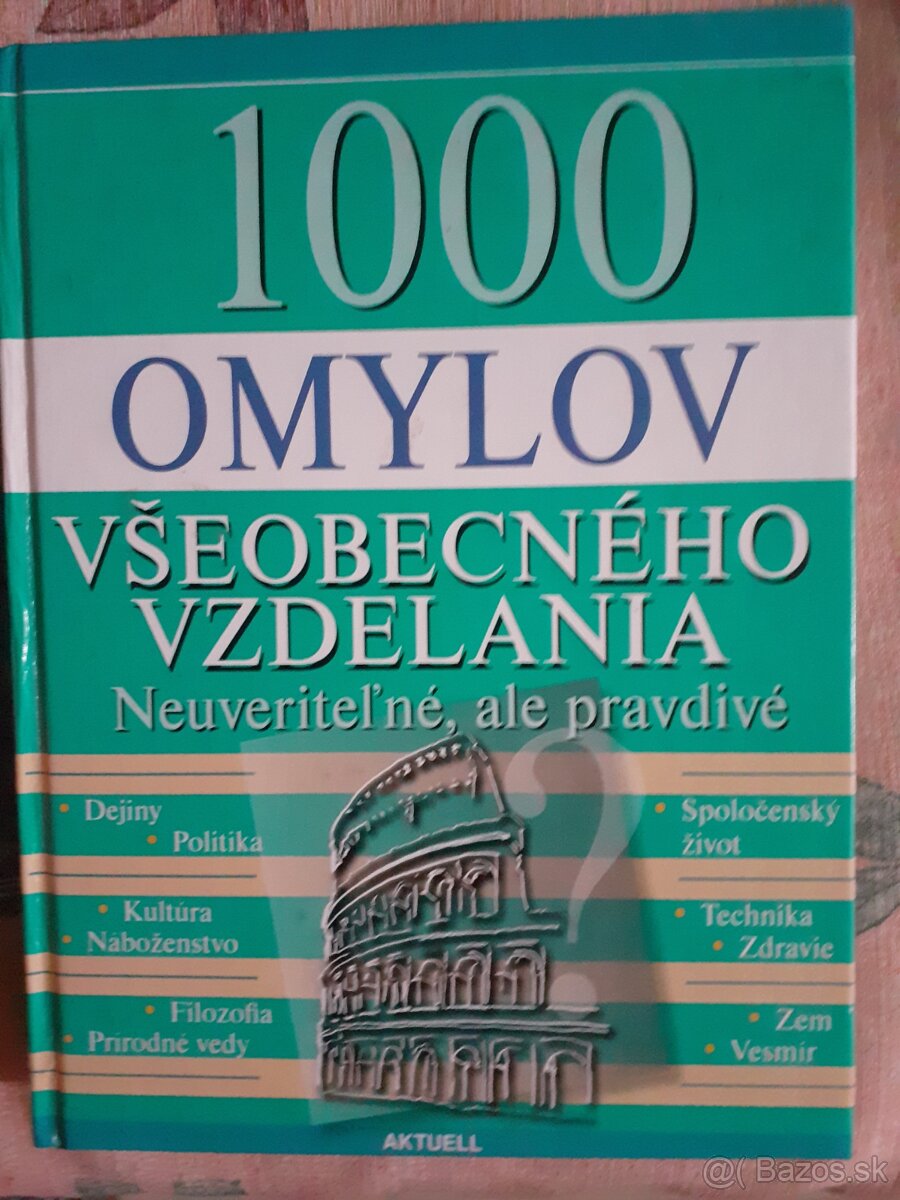 1000
OMYLOV
VŠEOBECNÉHO
VZDELANIA
Neuveriteľné, ale pravdivé
• Dejiny
• Politika
• Kultúra
• Náboženstvo
• Filozofia
• Prírodné vedy
• Spoločenský
život
• Technika
• Zdravie
• Zem
• Vesmír
?
AKTUELL
@( Bazos.sk